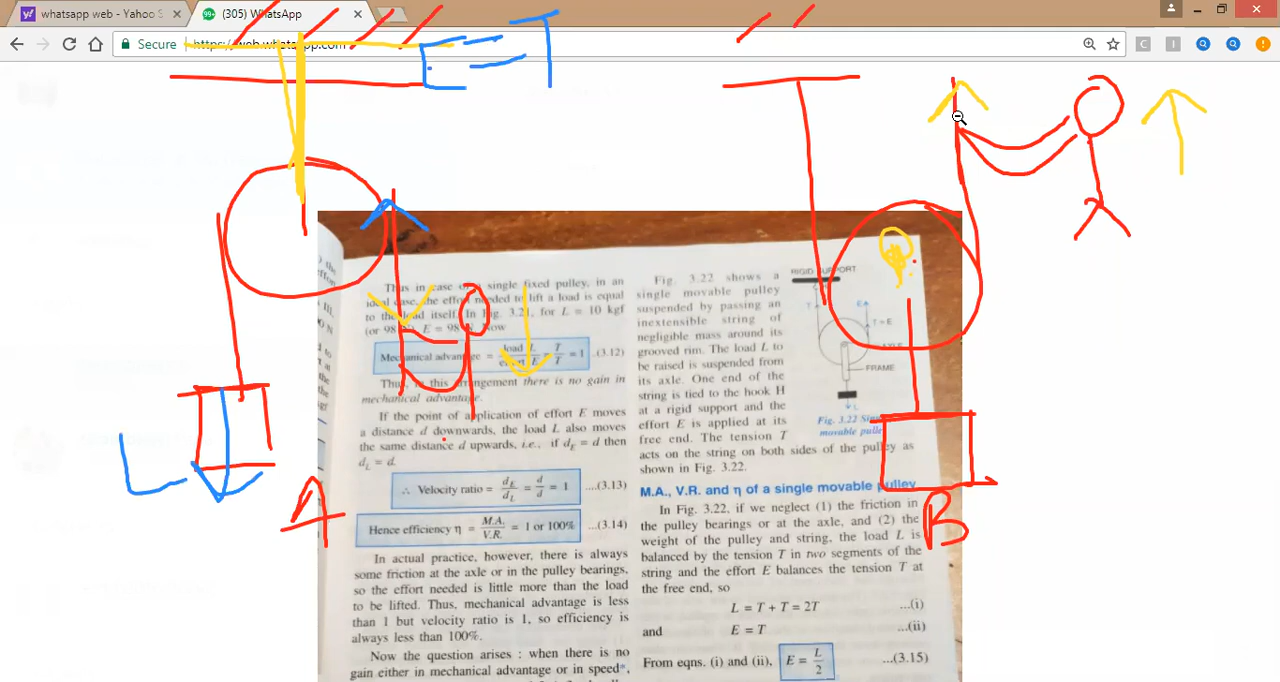 whatsapp web - Yahoo S
(305) WhatsApp
Secure
https://web.whatsapp.com
E = T
L
A
B
Thus in case of a single fixed pulley, in an
ideal case, the effort needed to lift a load is equal
to the load itself. In Fig. 3.21, for L = 10 kgf
(or 98 N), E = 98 Now
Mechanical advantage = load/effort = L/E = T/T = 1 .(3.12)
Thus, in this arrangement there is no gain in
mechanical advantage.
If the point of application of effort E moves
a distance d downwards, the load L also moves
the same distance d upwards, i.e., if dE = d then
dL = d.
∴ Velocity ratio = dE/dL = d/d = 1 ....(3.13)
Hence efficiency η = M.A./V.R. = 1 or 100% ...(3.14)
In actual practice, however, there is always
some friction at the axle or in the pulley bearings,
so the effort needed is little more than the load
to be lifted. Thus, mechanical advantage is less
than 1 but velocity ratio is 1, so efficiency is
always less than 100%.
Now the question arises : when there is no
gain either in mechanical advantage or in speed*,
Fig. 3.22 shows a
single movable pulley
suspended by passing an
inextensible string of
negligible mass around its
grooved rim. The load L to
be raised is suspended from
its axle. One end of the
string is tied to the hook H
at a rigid support and the
effort E is applied at its
free end. The tension T
acts on the string on both sides of the pulley as
shown in Fig. 3.22.
RIGID SUPPORT
T
E
T = E
AXLE
FRAME
L
Fig. 3.22 Single
movable pulley
M.A., V.R. and η of a single movable pulley
In Fig. 3.22, if we neglect (1) the friction in
the pulley bearings or at the axle, and (2) the
weight of the pulley and string, the load L is
balanced by the tension T in two segments of the
string and the effort E balances the tension T at
the free end, so
L = T + T = 2T ...(i)
and E = T ...(ii)
From eqns. (i) and (ii), E = L/2 ...(3.15)